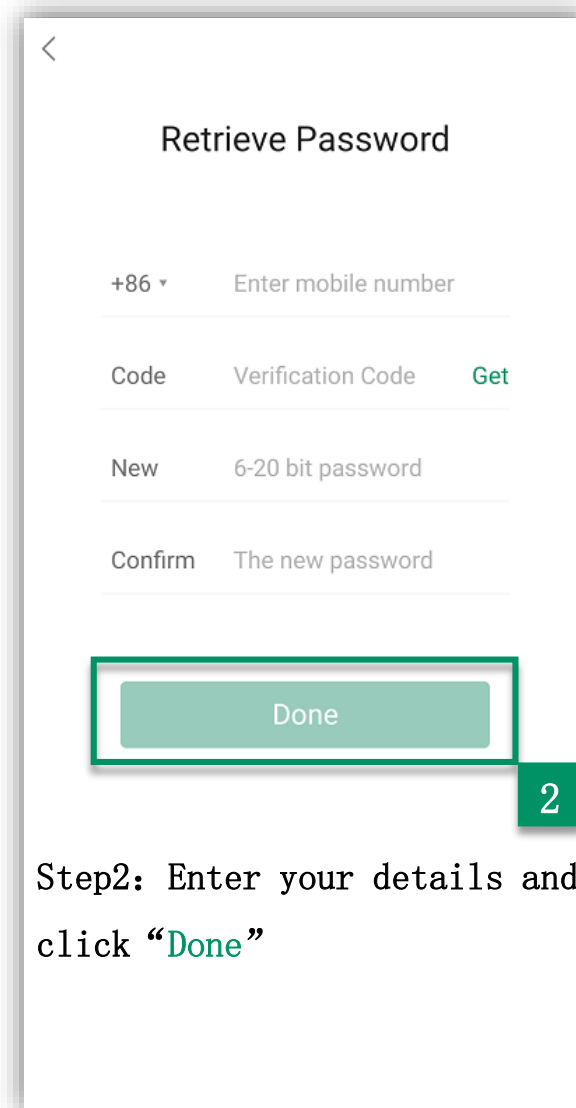 Retrieve Password
+86 Enter mobile number
Code Verification Code Get
New 6-20 bit password
Confirm The new password
Done
2
Step2: Enter your details and
click “Done”